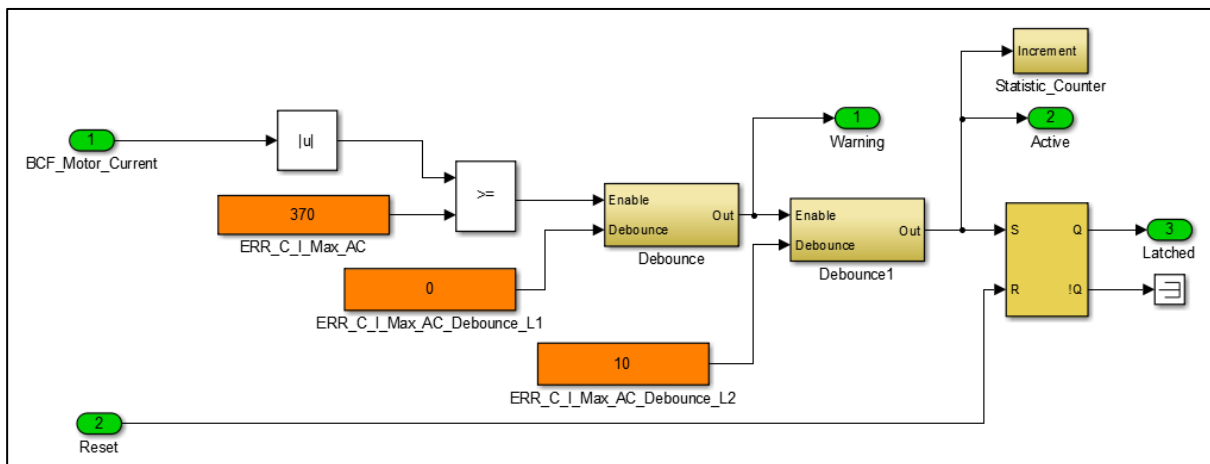 Increment
Statistic_Counter
1
BCF_Motor_Current
|u|
1
Warning
2
Active
>=
370
ERR_C_I_Max_AC
Enable
Out
Debounce
Debounce
Enable
Out
Debounce
Debounce1
S
Q
R
!Q
3
Latched
0
ERR_C_I_Max_AC_Debounce_L1
10
ERR_C_I_Max_AC_Debounce_L2
2
Reset